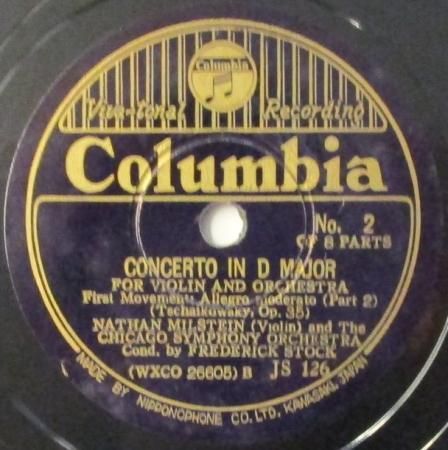 Columbia
Viva-tonal Recording
Columbia
No. 2
OF 8 PARTS
CONCERTO IN D MAJOR
FOR VIOLIN AND ORCHESTRA
First Movement: Allegro moderato (Part 2)
(Tschaikowsky, Op. 35)
NATHAN MILSTEIN (Violin) and The
CHICAGO SYMPHONY ORCHESTRA
Cond. by FREDERICK STOCK
(WXCO 26605) B JS 126
MADE BY NIPPONOPHONE CO., LTD., KAWASAKI, JAPAN